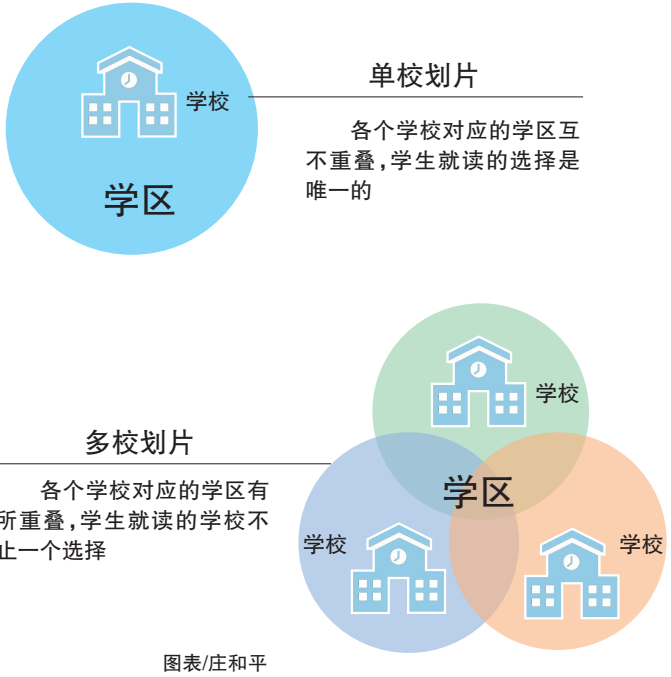 学校
单校划片
各个学校对应的学区互
不重叠,学生就读的选择是
唯一的
学区
学校
多校划片
各个学校对应的学区有
所重叠,学生就读的学校不
止一个选择
学区
学校
学校
图表/庄和平